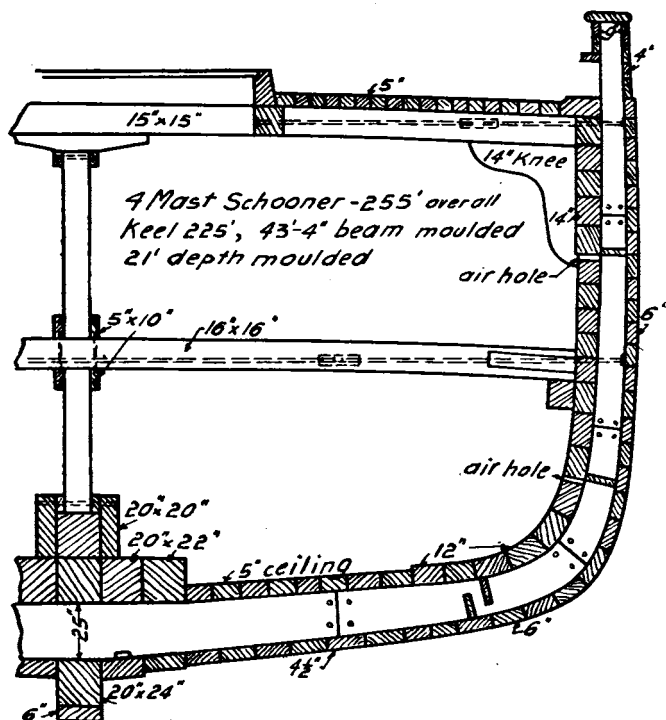 4"
5"
15"x15"
14" Knee
4 Mast Schooner - 255' overall
Keel 225', 43'-4" beam moulded
21' depth moulded
14"
air hole
6"
5"x10"
16"x16"
air hole
20"x20"
20"x22"
12"
5" ceiling
25"
6"
4½"
20"x24"
6"